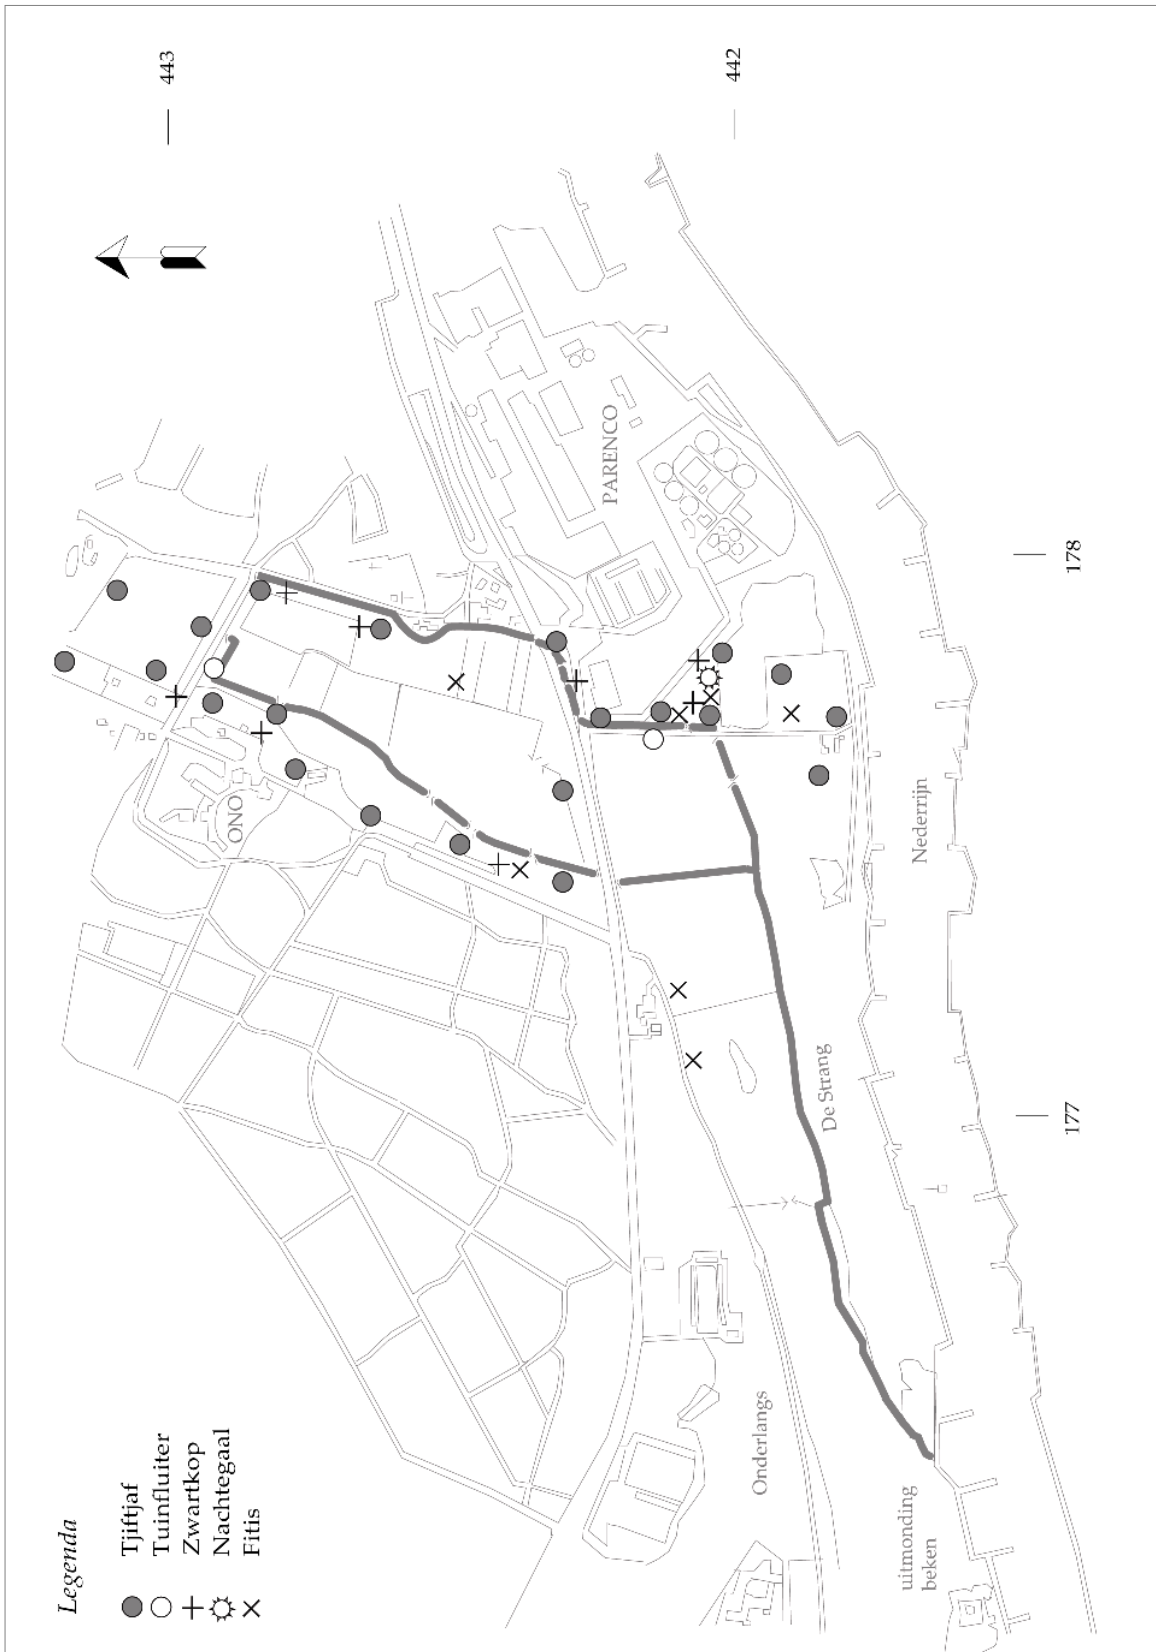 443
442
PARENCO
178
ONO
Nederrijn
De Strang
177
Onderlangs
uitmonding
beken
Legenda
Tjiftjaf
Tuinfluiter
Zwartkop
Nachtegaal
Fitis